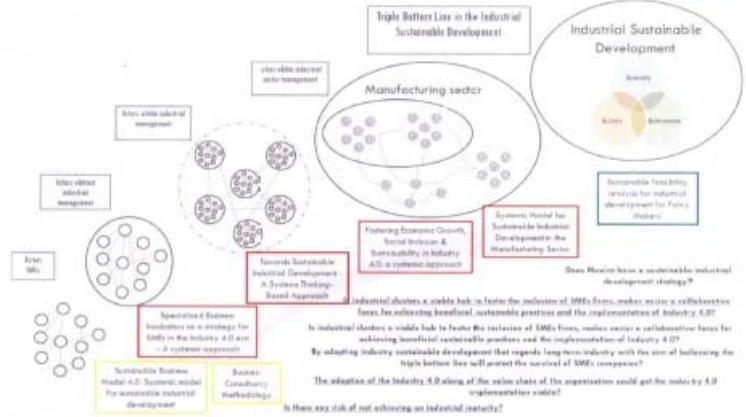 Triple Bottom Line in the Industrial
Sustainable Development
Industrial Sustainable
Development
Economy
Society
Environment
sector management
Manufacturing sector
Actors while industrial
management
Actors without
industrial
management
Actors
SMEs
Sustainable feasibility
analysis for industrial
development for Policy
Makers
Systemic Model for
Sustainable Industrial
Development in the
Manufacturing Sector
Fostering Economic Growth,
Social Inclusion &
Sustainability in Industry
4.0: a systemic approach
Towards Sustainable
Industrial Development -
A Systems Thinking-
Based Approach
Specialized Business
Incubators as a strategy for
SMEs in the Industry 4.0 era
– A systemic approach
Sustainable Business
Model 4.0: Systemic model
for sustainable industrial
development
Business
Consultancy
Methodology
Does Mexico have a sustainable industrial
development strategy?
industrial clusters a viable hub to foster the inclusion of SMEs firms, makes easier a collaborative
focus for achieving beneficial sustainable practices and the implementation of Industry 4.0?
Is industrial clusters a viable hub to foster the inclusion of SMEs firms, makes easier a collaborative focus for
achieving beneficial sustainable practices and the implementation of Industry 4.0?
By adopting industry sustainable development that regards long-term industry with the aim of balancing the
triple bottom line will protect the survival of SMEs companies?
The adoption of the Industry 4.0 along of the value chain of the organisation could got the industry 4.0
implementation viable?
Is there any risk of not achieving an industrial maturity?